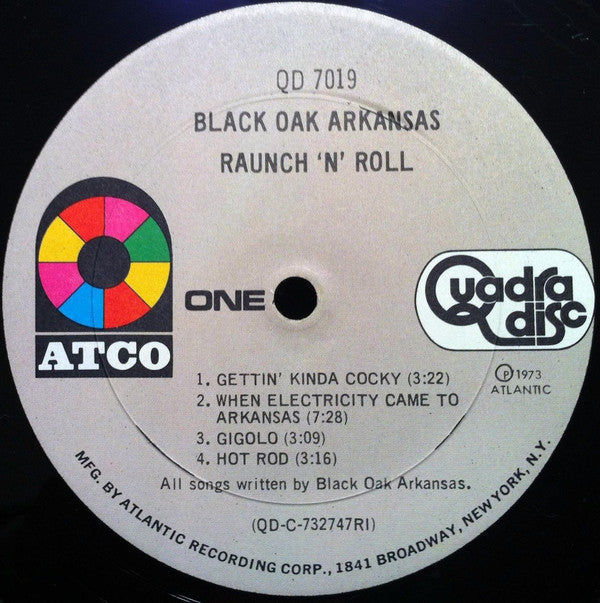 QD 7019
BLACK OAK ARKANSAS
RAUNCH 'N' ROLL
ATCO
ONE
Quadra
disc
1. GETTIN' KINDA COCKY (3:22)
2. WHEN ELECTRICITY CAME TO
ARKANSAS (7:28)
3. GIGOLO (3:09)
4. HOT ROD (3:16)
℗ 1973
ATLANTIC
All songs written by Black Oak Arkansas.
(QD-C-732747RI)
MFG. BY ATLANTIC RECORDING CORP., 1841 BROADWAY, NEW YORK, N.Y.